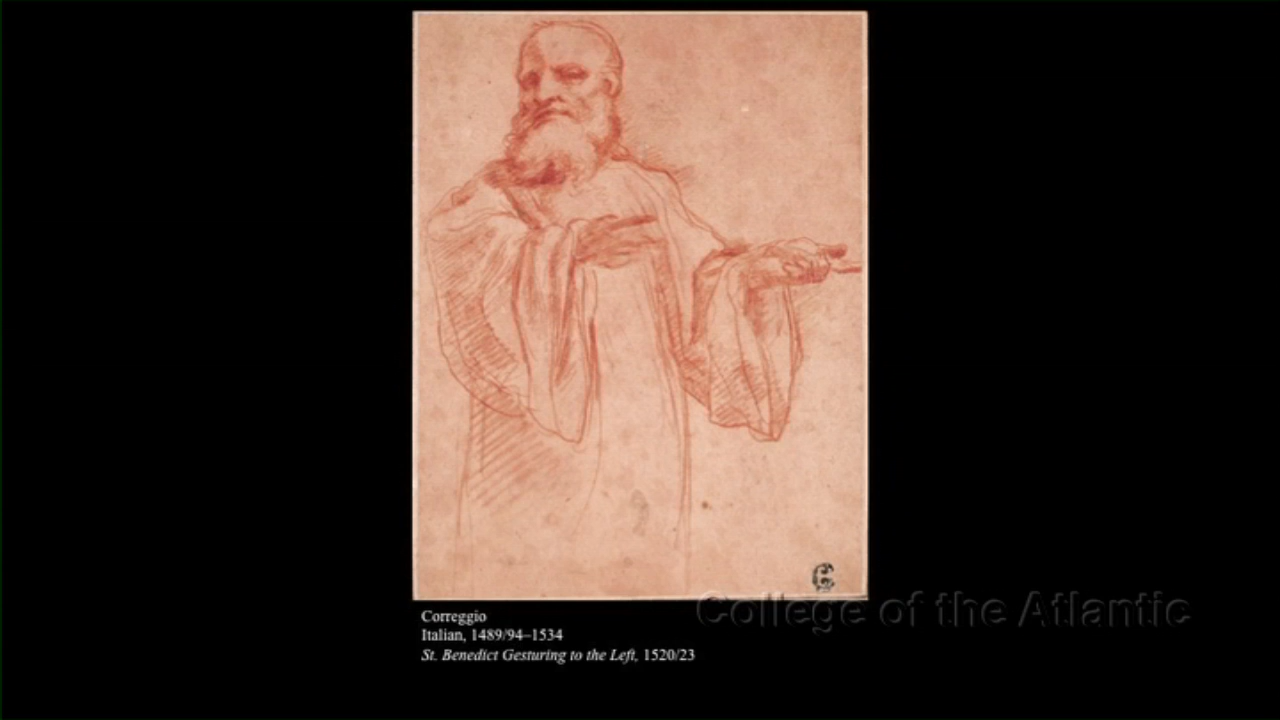 College of the Atlantic
Correggio
Italian, 1489/94–1534
St. Benedict Gesturing to the Left, 1520/23